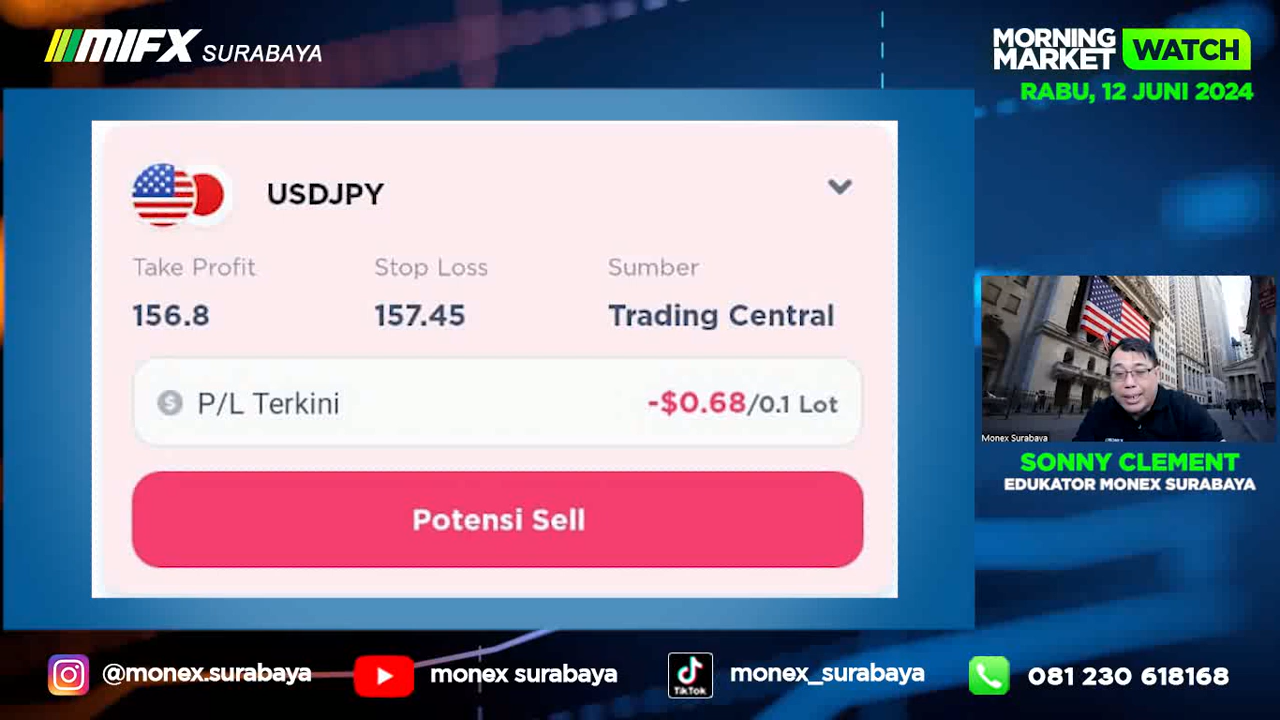 MIFX SURABAYA
MORNING MARKET WATCH
RABU, 12 JUNI 2024
USDJPY
Take Profit Stop Loss Sumber
156.8 157.45 Trading Central
$ P/L Terkini -$0.68/0.1 Lot
Potensi Sell
Monex Surabaya
SONNY CLEMENT
EDUKATOR MONEX SURABAYA
@monex.surabaya monex surabaya TikTok monex_surabaya 081 230 618168